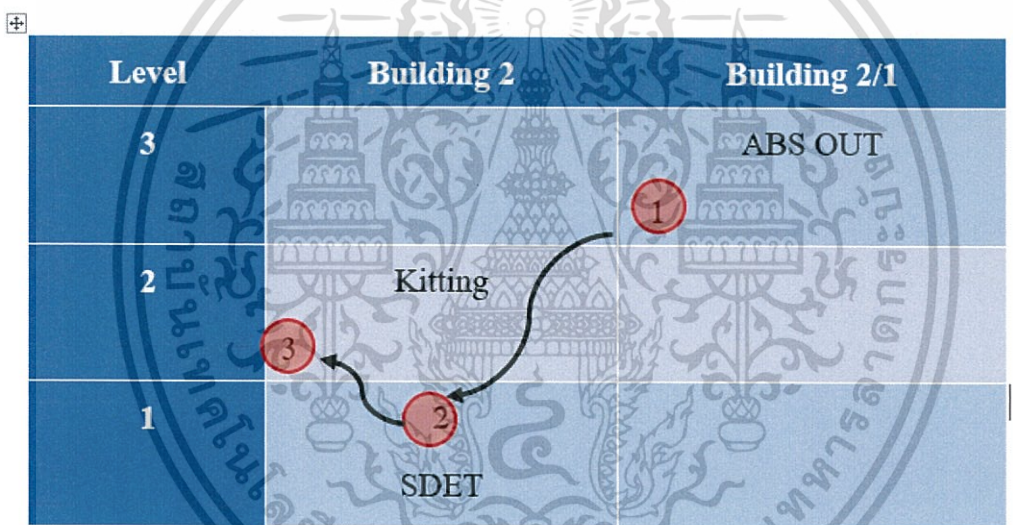 Level Building 2 Building 2/1
3 ABS OUT
1
2 Kitting
3
1
2
SDET